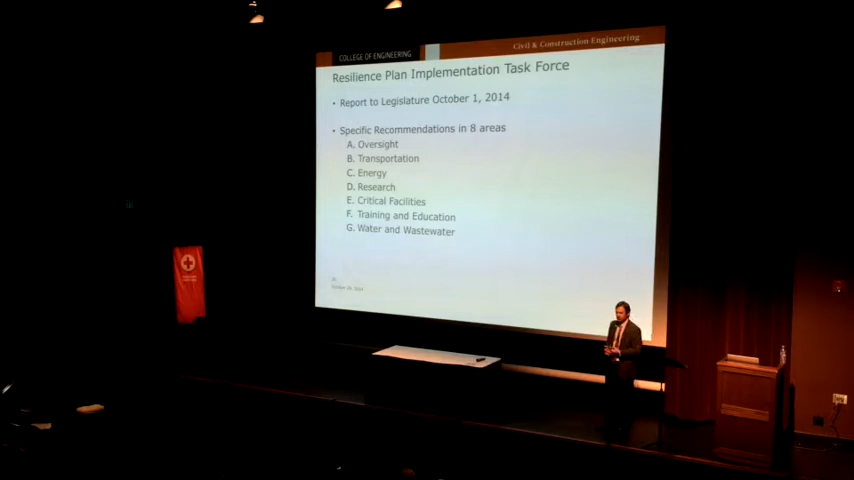 COLLEGE OF ENGINEERING
Civil & Construction Engineering
Resilience Plan Implementation Task Force
• Report to Legislature October 1, 2014
• Specific Recommendations in 8 areas
A. Oversight
B. Transportation
C. Energy
D. Research
E. Critical Facilities
F. Training and Education
G. Water and Wastewater